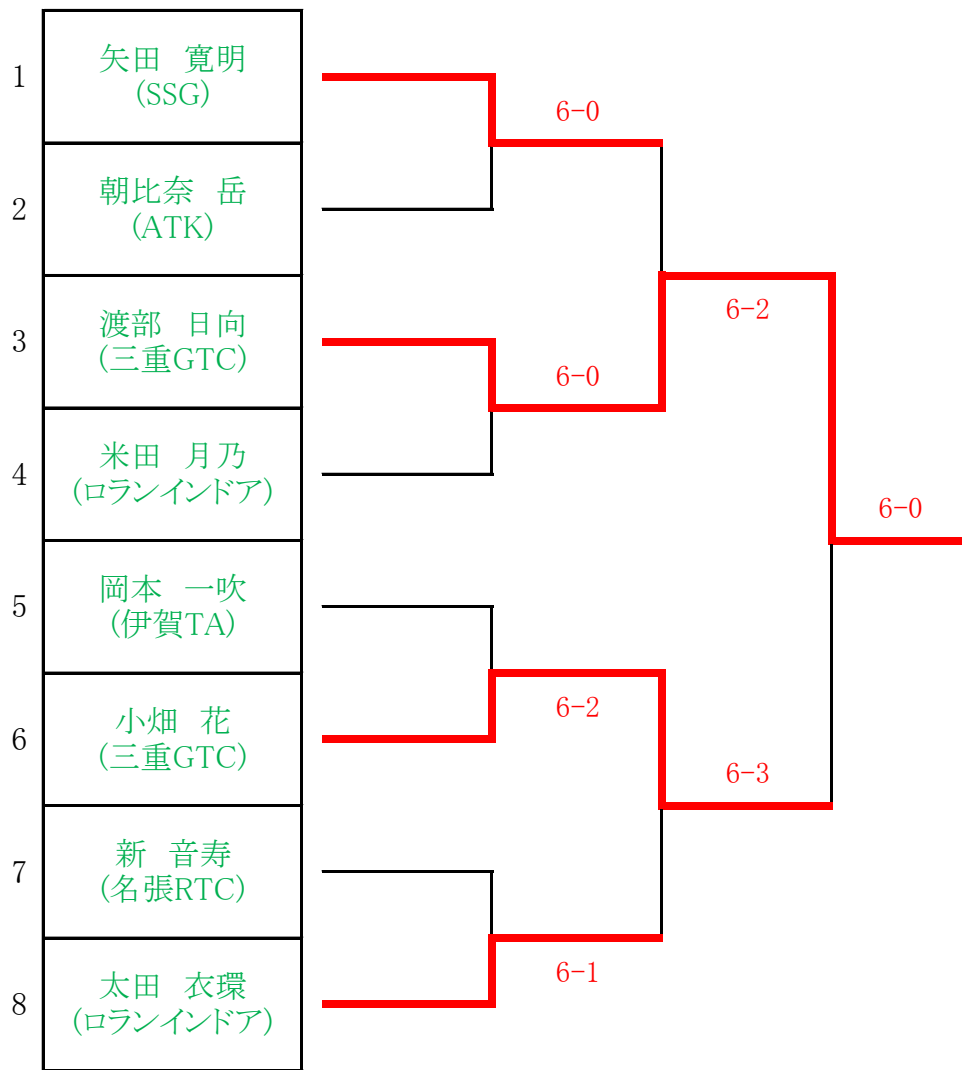 1
矢田　寛明
(SSG)
2
朝比奈　岳
(ATK)
3
渡部　日向
(三重GTC)
4
米田　月乃
(ロランインドア)
5
岡本　一吹
(伊賀TA)
6
小畑　花
(三重GTC)
7
新　音寿
(名張RTC)
8
太田　衣環
(ロランインドア)
6-0
6-0
6-2
6-1
6-2
6-3
6-0